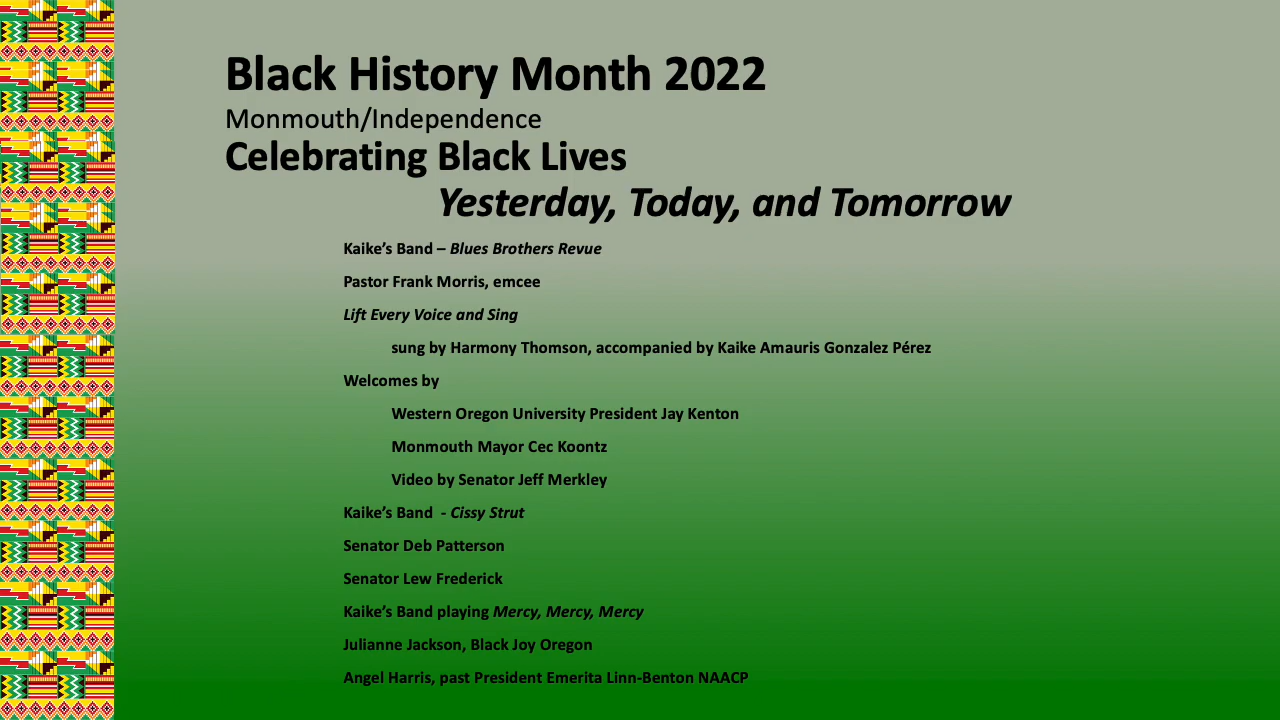 Black History Month 2022
Monmouth/Independence
Celebrating Black Lives
Yesterday, Today, and Tomorrow
Kaike’s Band – Blues Brothers Revue
Pastor Frank Morris, emcee
Lift Every Voice and Sing
sung by Harmony Thomson, accompanied by Kaike Amauris Gonzalez Pérez
Welcomes by
Western Oregon University President Jay Kenton
Monmouth Mayor Cec Koontz
Video by Senator Jeff Merkley
Kaike’s Band  - Cissy Strut
Senator Deb Patterson
Senator Lew Frederick
Kaike’s Band playing Mercy, Mercy, Mercy
Julianne Jackson, Black Joy Oregon
Angel Harris, past President Emerita Linn-Benton NAACP